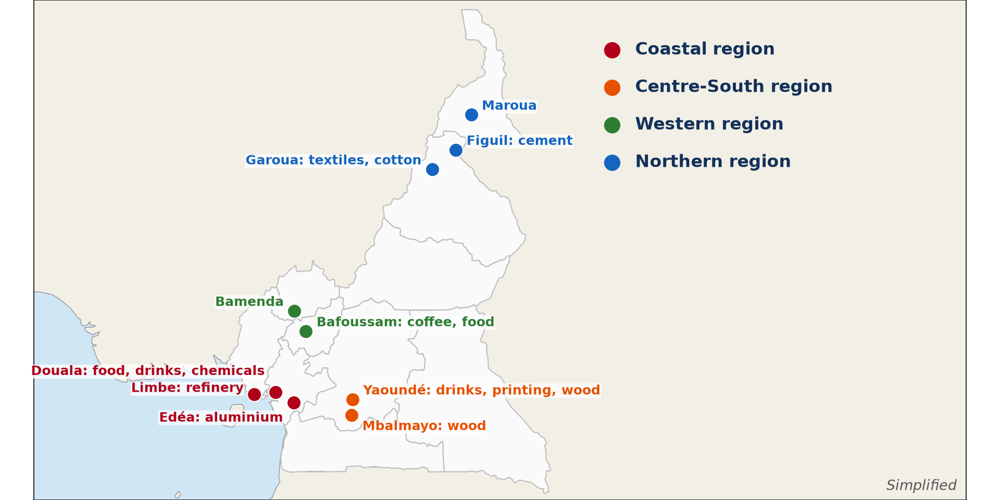 Coastal region
Centre-South region
Western region
Northern region
Maroua
Figuil: cement
Garoua: textiles, cotton
Bamenda
Bafoussam: coffee, food
Douala: food, drinks, chemicals
Limbe: refinery
Edéa: aluminium
Yaoundé: drinks, printing, wood
Mbalmayo: wood
Simplified